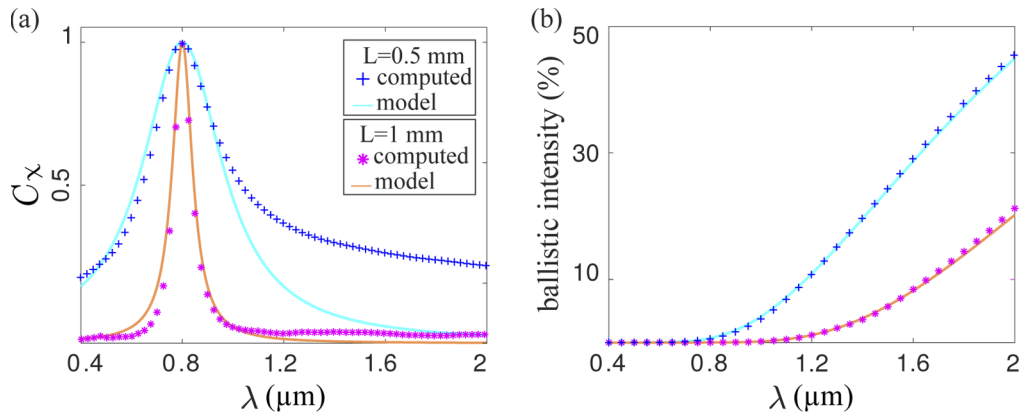 (a)
1
0.5
Cχ
L=0.5 mm
+ computed
model
L=1 mm
* computed
model
0.4 0.8 1.2 1.6 2
λ (μm)
(b)
50
30
10
ballistic intensity (%)
0.4 0.8 1.2 1.6 2
λ (μm)